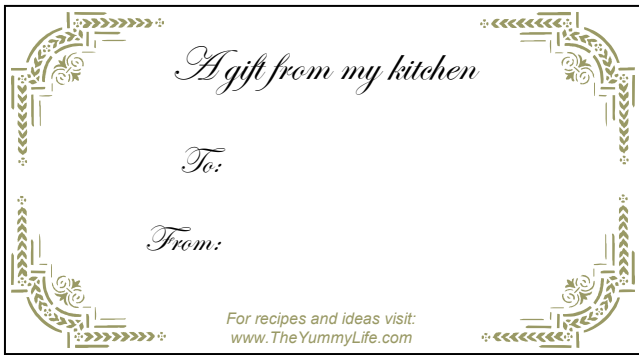 A gift from my kitchen
To:
From:
For recipes and ideas visit:
www.TheYummyLife.com